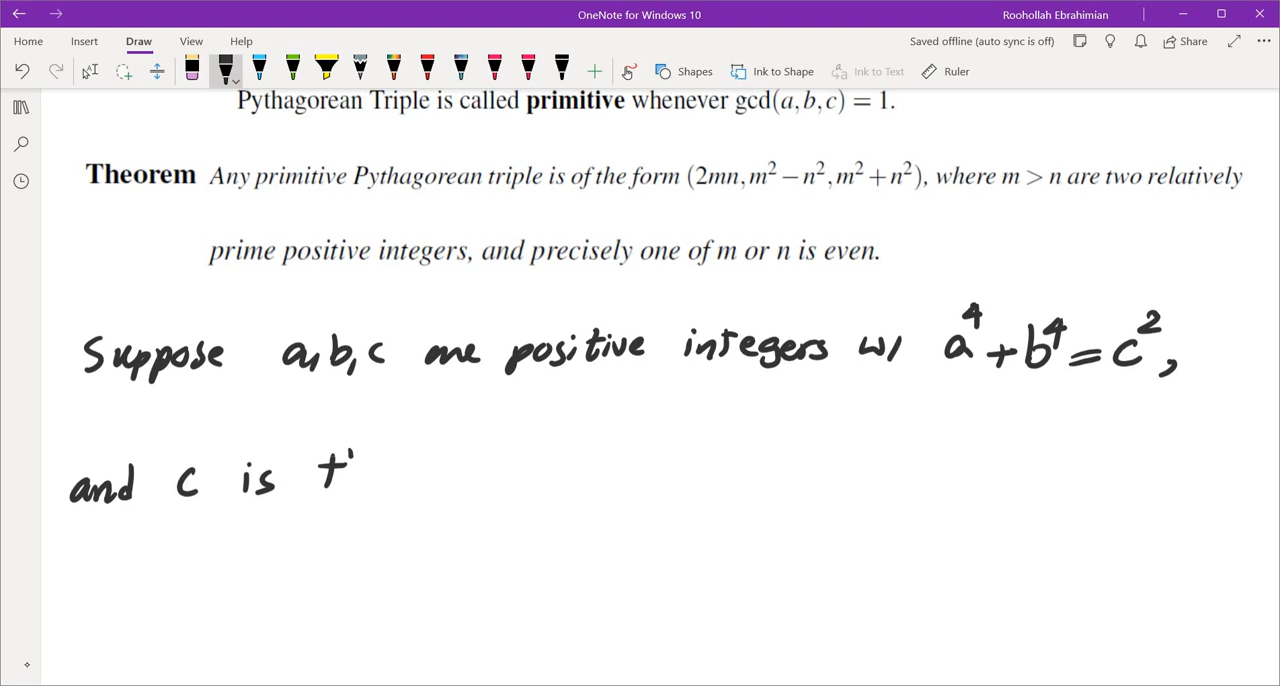 OneNote for Windows 10
Roohollah Ebrahimian
Home Insert Draw View Help
Saved offline (auto sync is off)
Share
Shapes
Ink to Shape
Ink to Text
Ruler
Pythagorean Triple is called primitive whenever gcd(a,b,c) = 1.
Theorem Any primitive Pythagorean triple is of the form (2mn, m² − n², m² + n²), where m > n are two relatively
prime positive integers, and precisely one of m or n is even.
Suppose a,b,c are positive integers w/ a⁴ + b⁴ = c²,
and c is